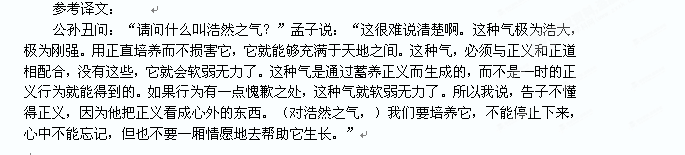 参考译文：
公孙丑问：“请问什么叫浩然之气？”孟子说：“这很难说清楚啊。这种气极为浩大，
极为刚强。用正直培养而不损害它，它就能够充满于天地之间。这种气，必须与正义和正道
相配合，没有这些，它就会软弱无力了。这种气是通过蓄养正义而生成的，而不是一时的正
义行为就能得到的。如果行为有一点愧歉之处，这种气就软弱无力了。所以我说，告子不懂
得正义，因为他把正义看成心外的东西。（对浩然之气，）我们要培养它，不能停止下来，
心中不能忘记，但也不要一厢情愿地去帮助它生长。”